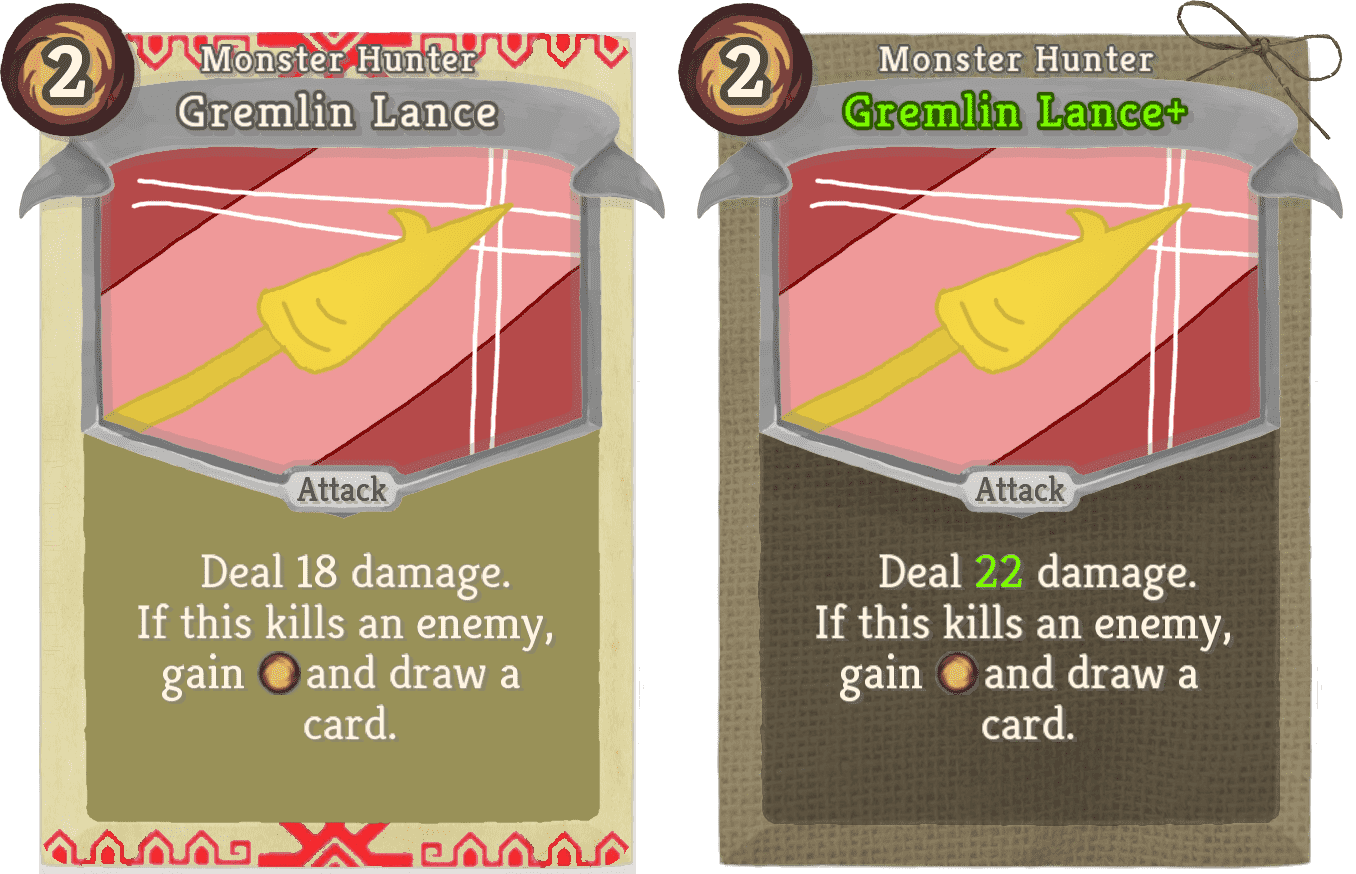 2
Monster Hunter
Gremlin Lance
Attack
Deal 18 damage.
If this kills an enemy,
gain and draw a
card.
2
Monster Hunter
Gremlin Lance+
Attack
Deal 22 damage.
If this kills an enemy,
gain and draw a
card.